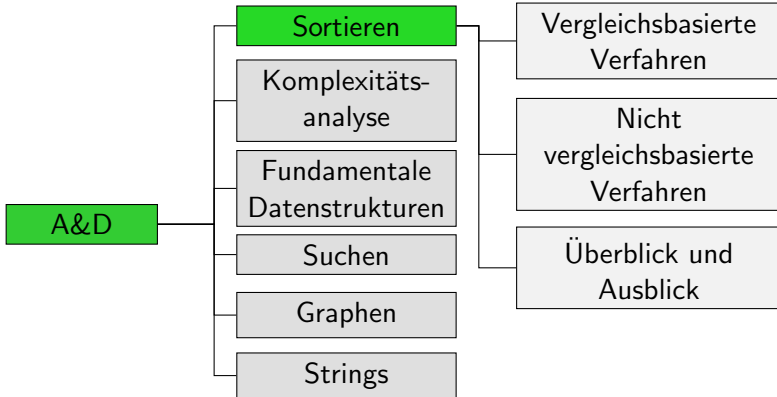 A&D
Sortieren
Komplexitäts-
analyse
Fundamentale
Datenstrukturen
Suchen
Graphen
Strings
Vergleichsbasierte
Verfahren
Nicht
vergleichsbasierte
Verfahren
Überblick und
Ausblick